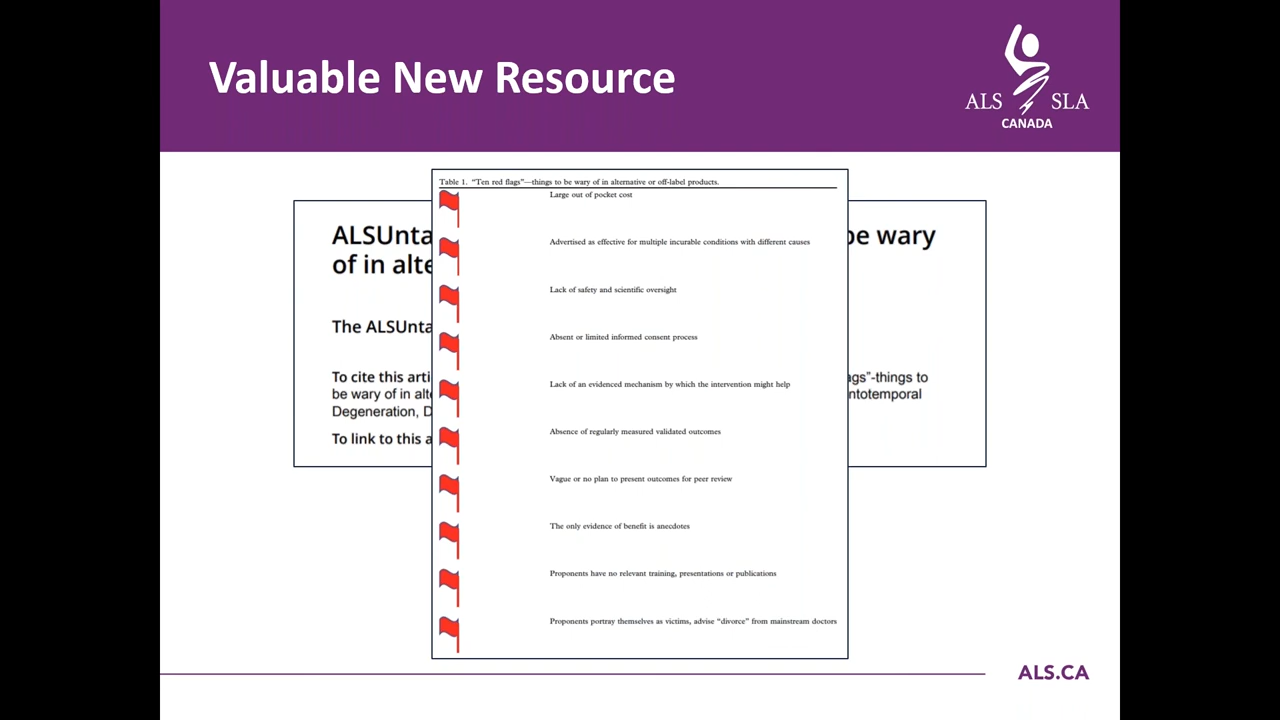 Valuable New Resource
ALS SLA
CANADA
Table 1. “Ten red flags”—things to be wary of in alternative or off-label products.
Large out of pocket cost
Advertised as effective for multiple incurable conditions with different causes
Lack of safety and scientific oversight
Absent or limited informed consent process
Lack of an evidenced mechanism by which the intervention might help
Absence of regularly measured validated outcomes
Vague or no plan to present outcomes for peer review
The only evidence of benefit is anecdotes
Proponents have no relevant training, presentations or publications
Proponents portray themselves as victims, advise “divorce” from mainstream doctors
ALSUnta be wary
of in alte
The ALSUnta
To cite this arti ags”-things to
be wary of in alt ntotemporal
Degeneration, D
To link to this a
ALS.CA